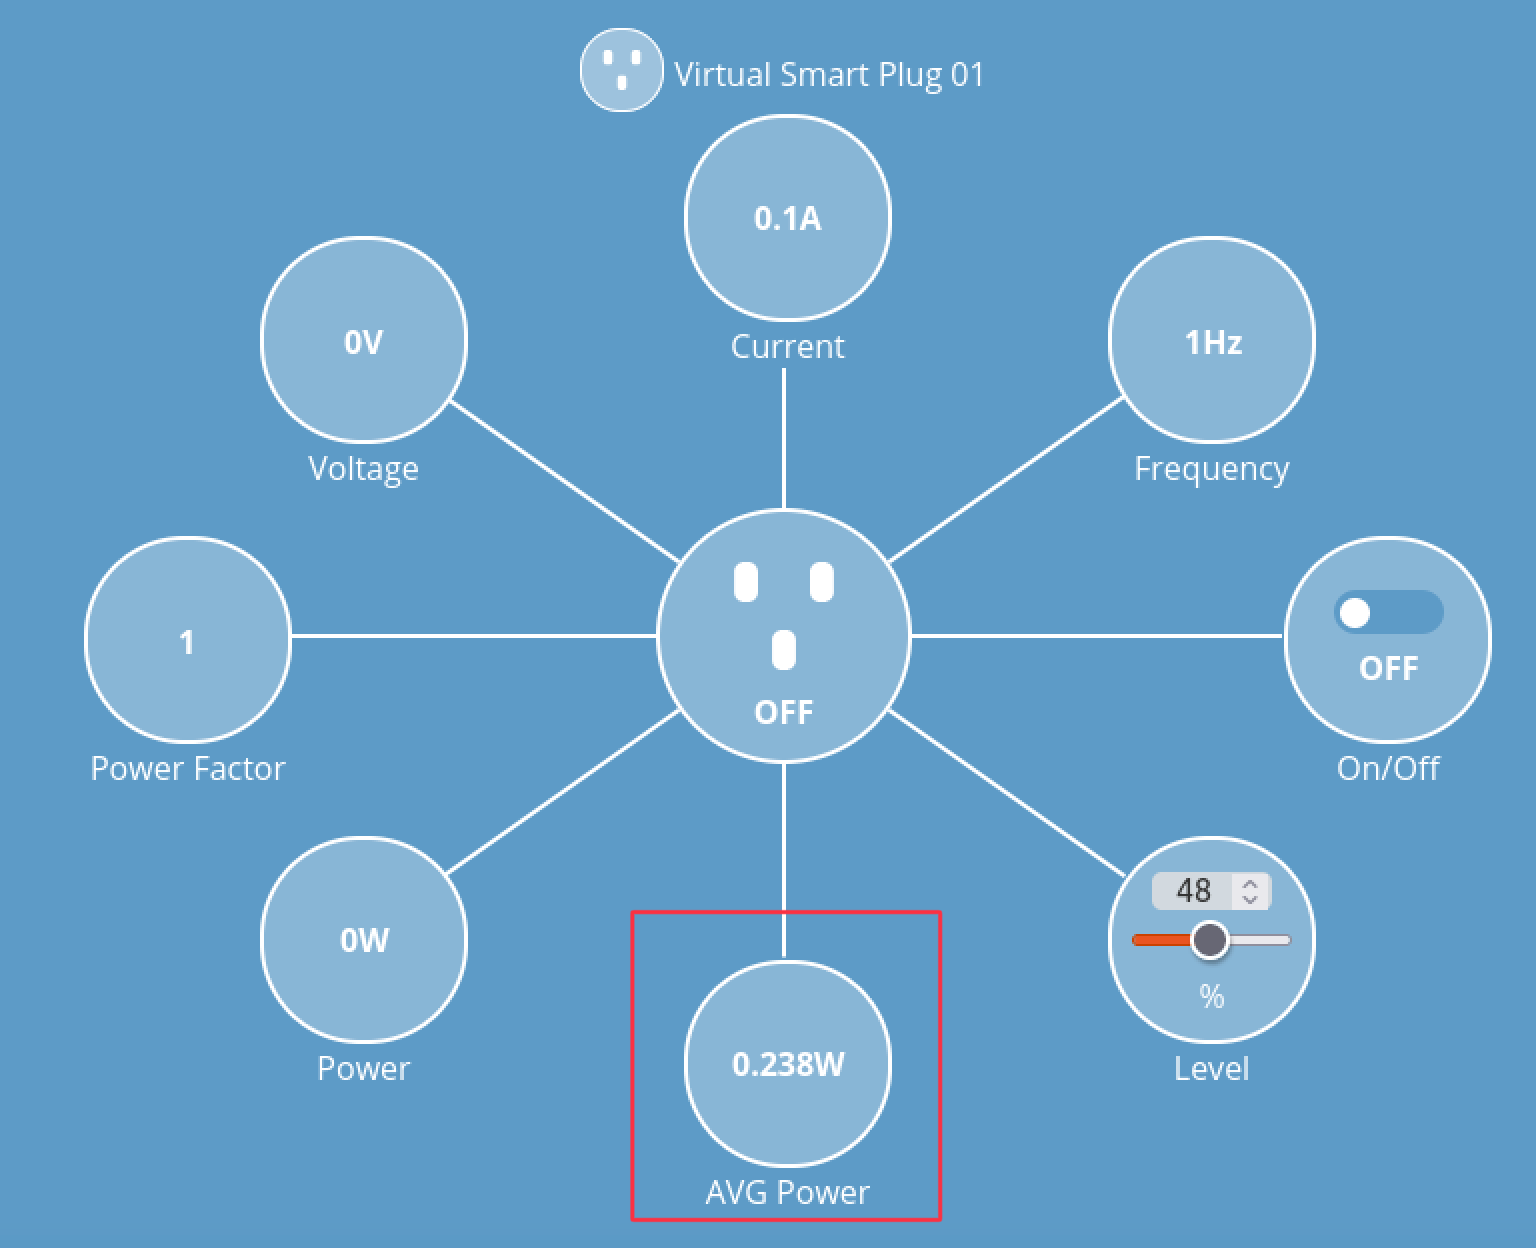 Virtual Smart Plug 01
0.1A
Current
0V
Voltage
1Hz
Frequency
1
Power Factor
OFF
OFF
On/Off
0W
Power
0.238W
AVG Power
48
%
Level